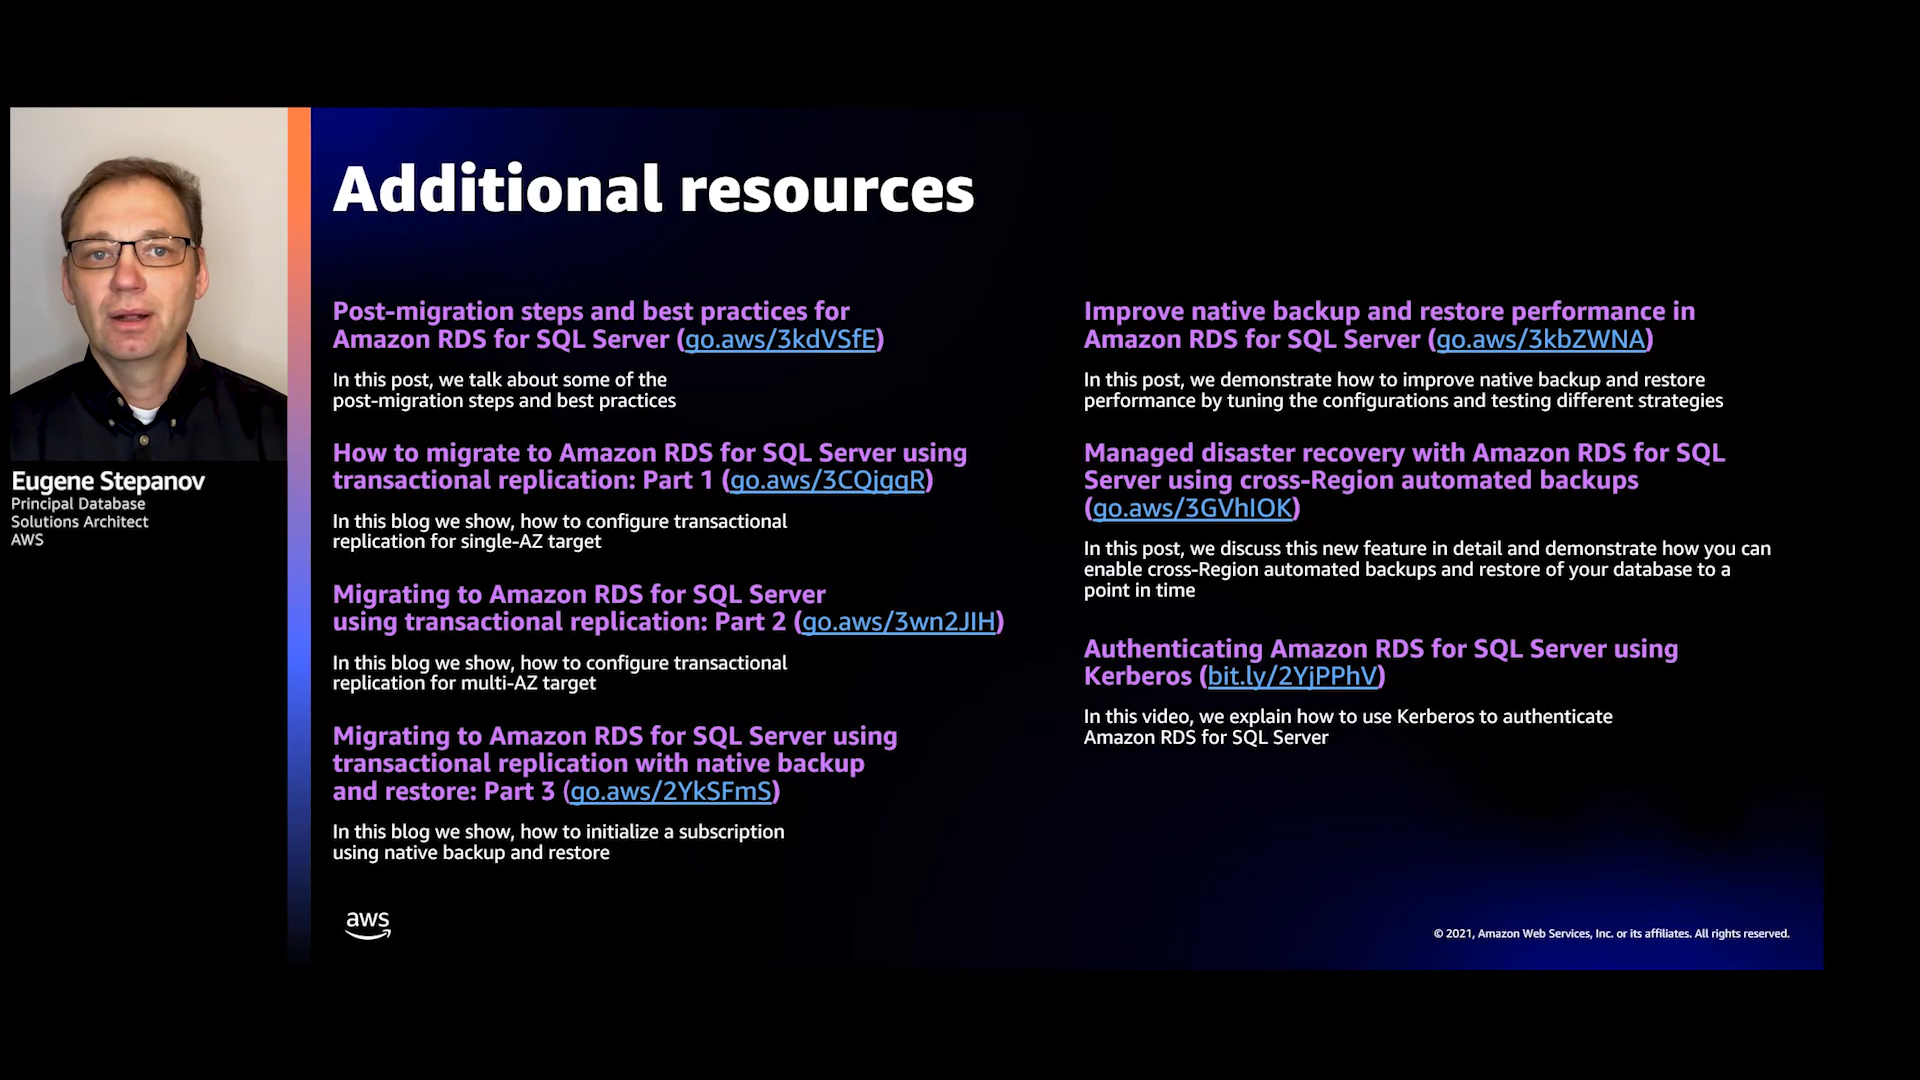 Additional resources
Eugene Stepanov
Principal Database
Solutions Architect
AWS
Post-migration steps and best practices for
Amazon RDS for SQL Server (go.aws/3kdVSfE)
In this post, we talk about some of the
post-migration steps and best practices
How to migrate to Amazon RDS for SQL Server using
transactional replication: Part 1 (go.aws/3CQjgqR)
In this blog we show, how to configure transactional
replication for single-AZ target
Migrating to Amazon RDS for SQL Server
using transactional replication: Part 2 (go.aws/3wn2JIH)
In this blog we show, how to configure transactional
replication for multi-AZ target
Migrating to Amazon RDS for SQL Server using
transactional replication with native backup
and restore: Part 3 (go.aws/2YkSFmS)
In this blog we show, how to initialize a subscription
using native backup and restore
Improve native backup and restore performance in
Amazon RDS for SQL Server (go.aws/3kbZWNA)
In this post, we demonstrate how to improve native backup and restore
performance by tuning the configurations and testing different strategies
Managed disaster recovery with Amazon RDS for SQL
Server using cross-Region automated backups
(go.aws/3GVhIOK)
In this post, we discuss this new feature in detail and demonstrate how you can
enable cross-Region automated backups and restore of your database to a
point in time
Authenticating Amazon RDS for SQL Server using
Kerberos (bit.ly/2YjPPhV)
In this video, we explain how to use Kerberos to authenticate
Amazon RDS for SQL Server
aws
© 2021, Amazon Web Services, Inc. or its affiliates. All rights reserved.